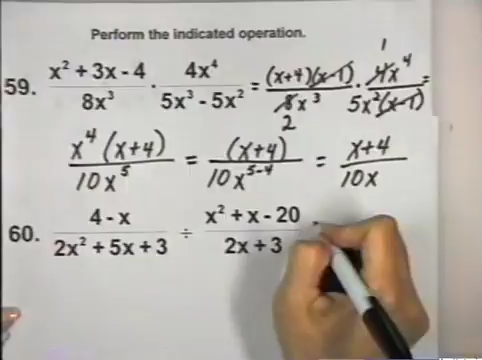 Perform the indicated operation.
59. (x² + 3x - 4)/(8x³) · (4x⁴)/(5x³ - 5x²) = ((x+4)(x-1))/(8x³) · (4x⁴)/(5x²(x-1)) = 1 2
(x⁴(x+4))/(10x⁵) = (x+4)/(10x⁵⁻⁴) = (x+4)/(10x)
60. (4 - x)/(2x² + 5x + 3) ÷ (x² + x - 20)/(2x + 3)